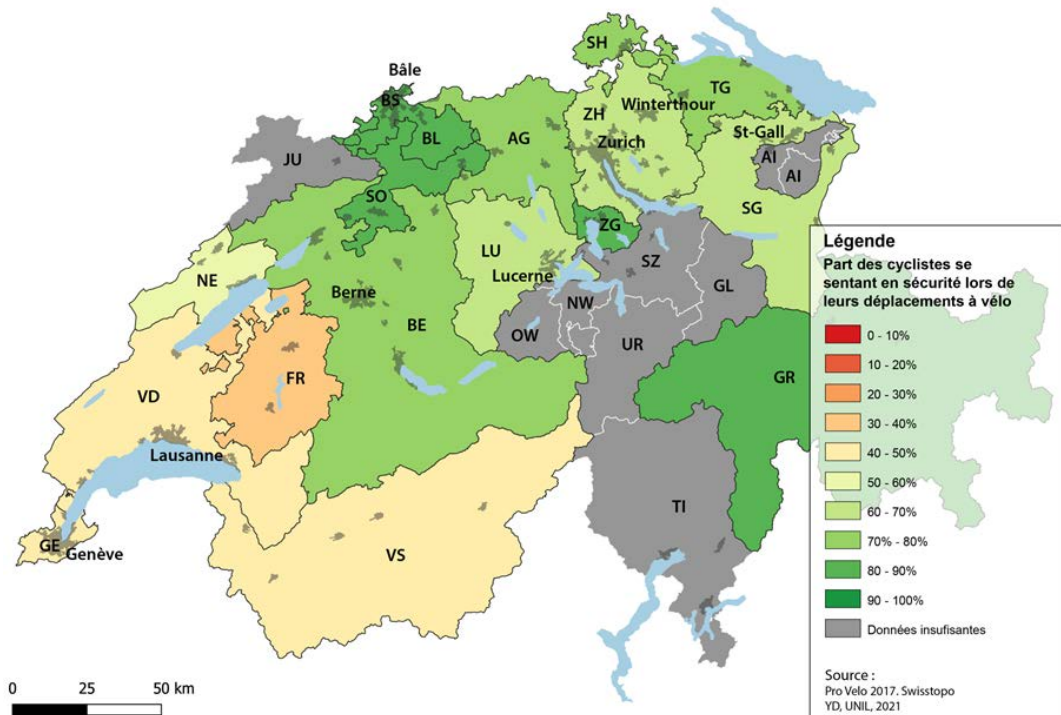 SH
Bâle
BS
TG
ZH
Winterthour
BL
AG
St-Gall
Zurich
JU
AI
AI
SO
SG
ZG
LU
SZ
Lucerne
NE
GL
Berne
NW
BE
OW
UR
FR
GR
VD
Lausanne
TI
GE
Genève
VS
0 25 50 km
Légende
Part des cyclistes se
sentant en sécurité lors de
leurs déplacements à vélo
0 - 10%
10 - 20%
20 - 30%
30 - 40%
40 - 50%
50 - 60%
60 - 70%
70% - 80%
80 - 90%
90 - 100%
Données insufisantes
Source :
Pro Velo 2017. Swisstopo
YD, UNIL, 2021